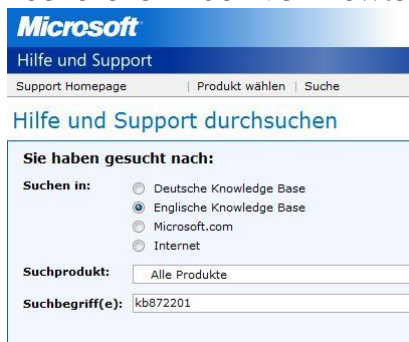 Microsoft
Hilfe und Support
Support Homepage | Produkt wählen | Suche
Hilfe und Support durchsuchen
Sie haben gesucht nach:
Suchen in: Deutsche Knowledge Base
Englische Knowledge Base
Microsoft.com
Internet
Suchprodukt: Alle Produkte
Suchbegriff(e): kb872201